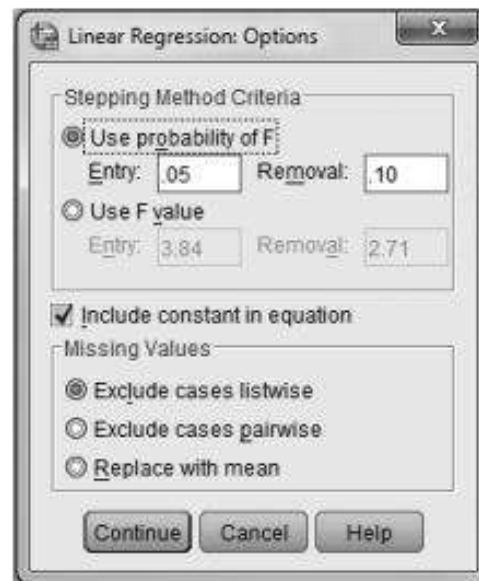 Linear Regression: Options
X
Stepping Method Criteria
Use probability of F
Entry: .05 Removal: .10
Use F value
Entry: 3.84 Removal: 2.71
Include constant in equation
Missing Values
Exclude cases listwise
Exclude cases pairwise
Replace with mean
Continue Cancel Help